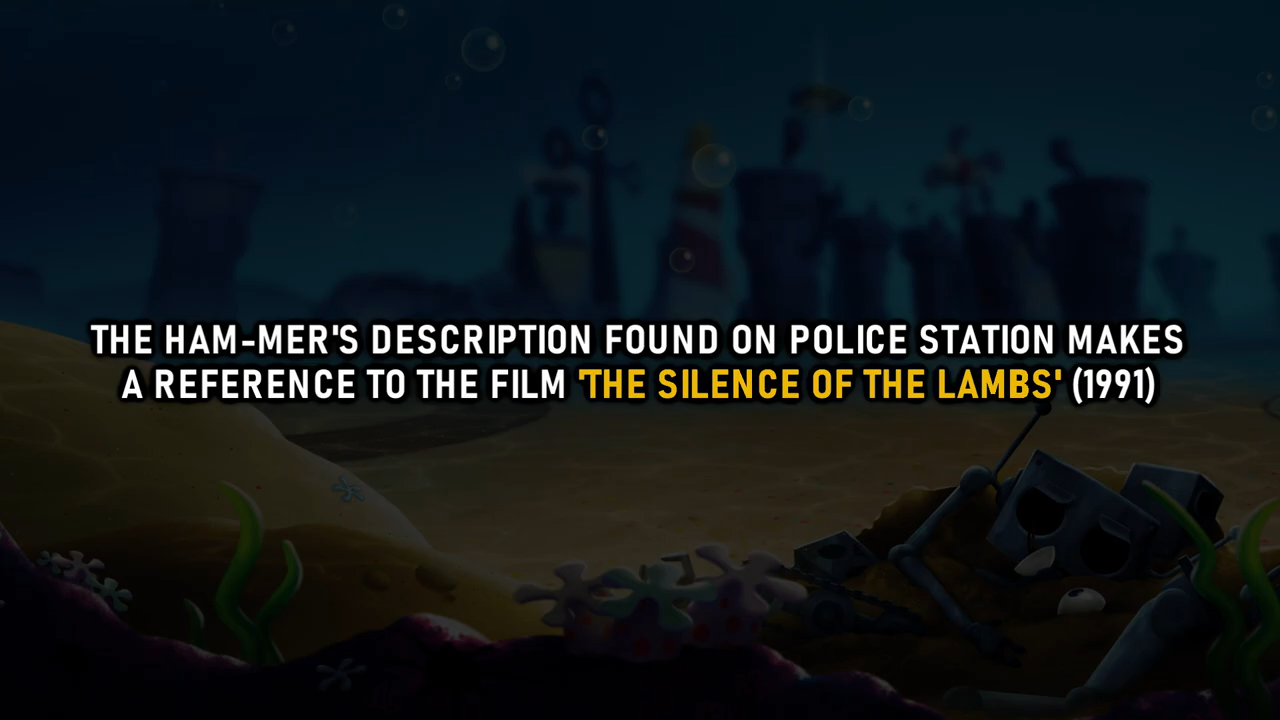 THE HAM-MER'S DESCRIPTION FOUND ON POLICE STATION MAKES
A REFERENCE TO THE FILM 'THE SILENCE OF THE LAMBS' (1991)